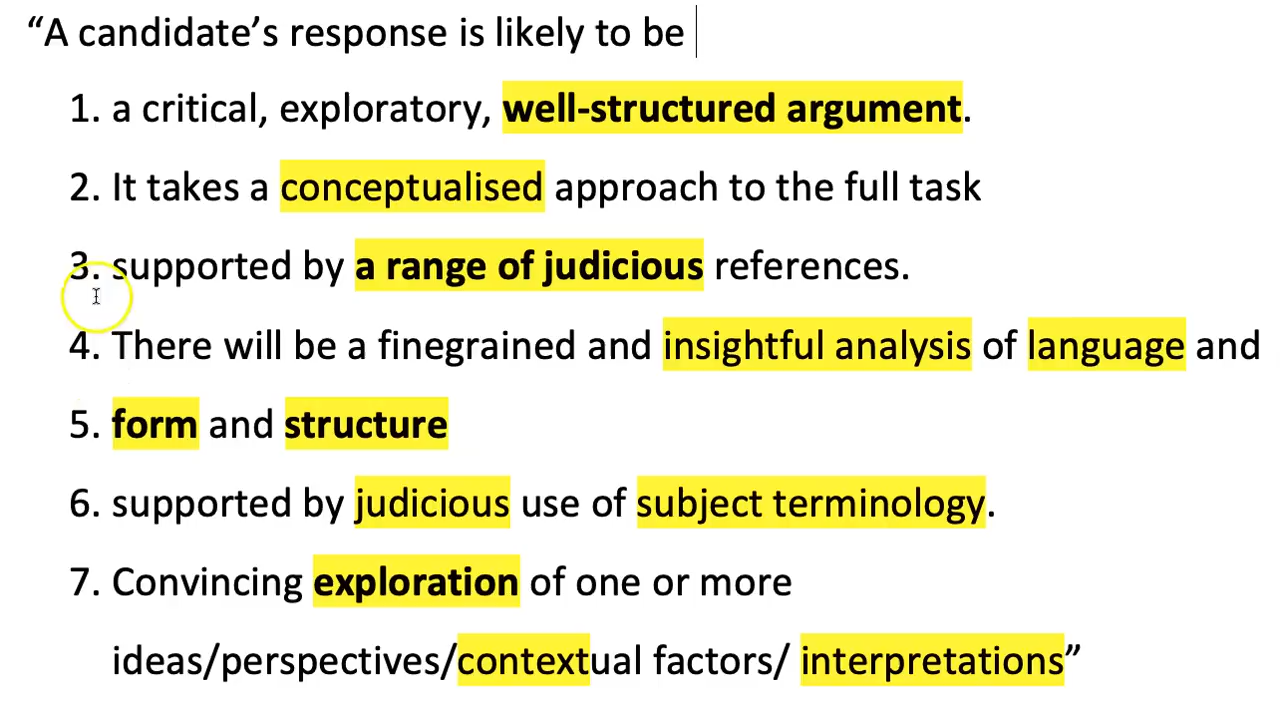 “A candidate’s response is likely to be
1. a critical, exploratory, well-structured argument.
2. It takes a conceptualised approach to the full task
3. supported by a range of judicious references.
4. There will be a finegrained and insightful analysis of language and
5. form and structure
6. supported by judicious use of subject terminology.
7. Convincing exploration of one or more
ideas/perspectives/contextual factors/ interpretations”